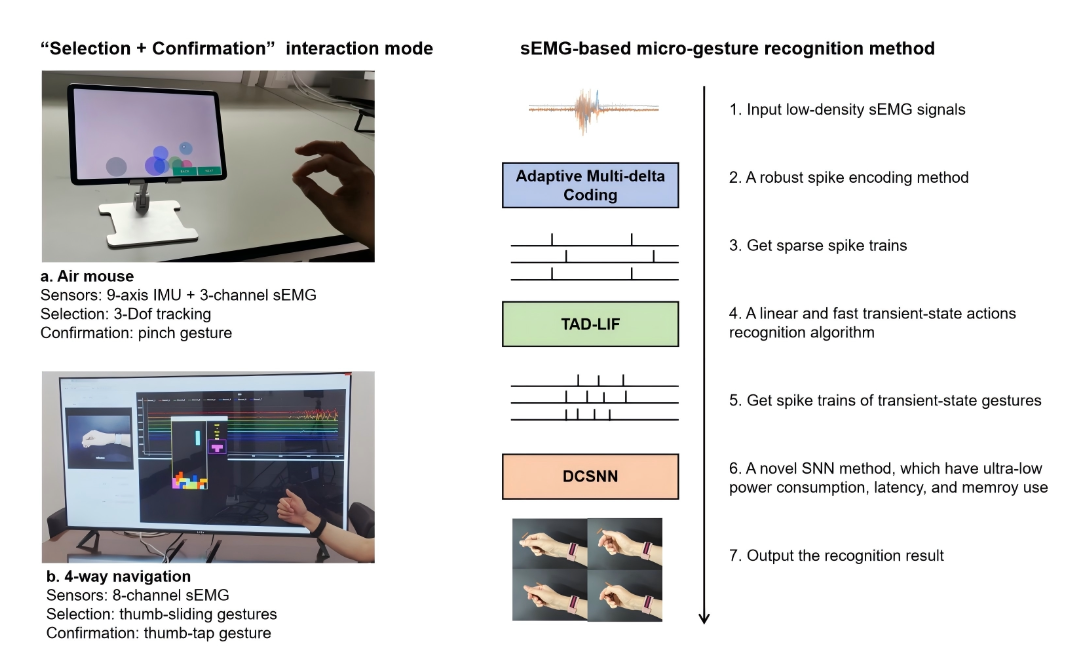 “Selection + Confirmation” interaction mode
a. Air mouse
Sensors: 9-axis IMU + 3-channel sEMG
Selection: 3-Dof tracking
Confirmation: pinch gesture
b. 4-way navigation
Sensors: 8-channel sEMG
Selection: thumb-sliding gestures
Confirmation: thumb-tap gesture
sEMG-based micro-gesture recognition method
1. Input low-density sEMG signals
Adaptive Multi-delta
Coding
2. A robust spike encoding method
3. Get sparse spike trains
TAD-LIF
4. A linear and fast transient-state actions
recognition algorithm
5. Get spike trains of transient-state gestures
DCSNN
6. A novel SNN method, which have ultra-low
power consumption, latency, and memroy use
7. Output the recognition result